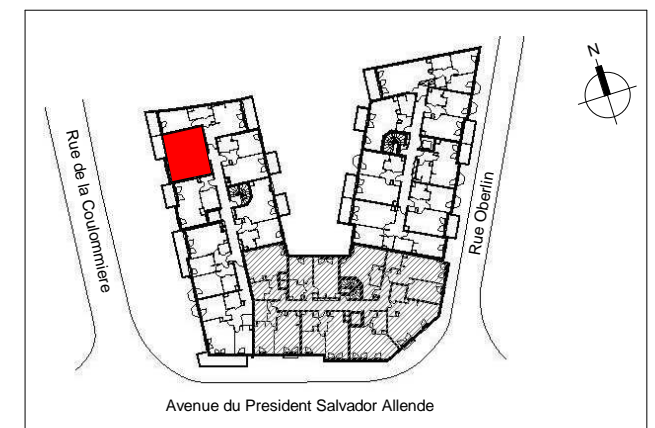 N
Rue de la Coulommiere
Rue Oberlin
Avenue du President Salvador Allende